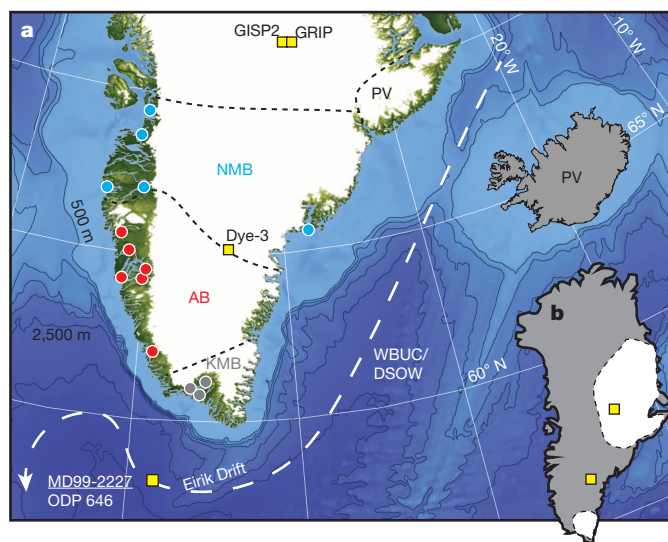 a
GISP2 GRIP
10° W
20° W
PV
65° N
NMB
PV
500 m
Dye-3
AB
b
2,500 m
KMB
WBUC/
DSOW
60° N
Eirik Drift
MD99-2227
ODP 646